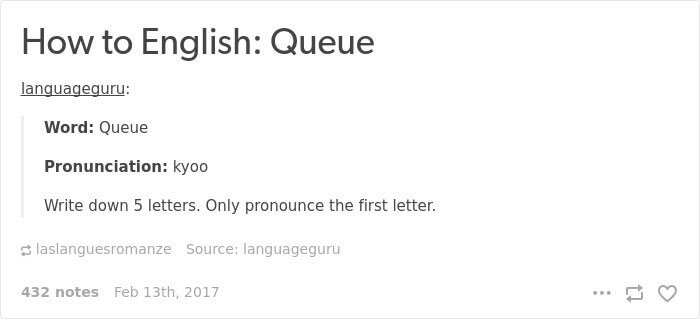 How to English: Queue
languageguru:
Word: Queue
Pronunciation: kyoo
Write down 5 letters. Only pronounce the first letter.
laslanguesromanze Source: languageguru
432 notes Feb 13th, 2017